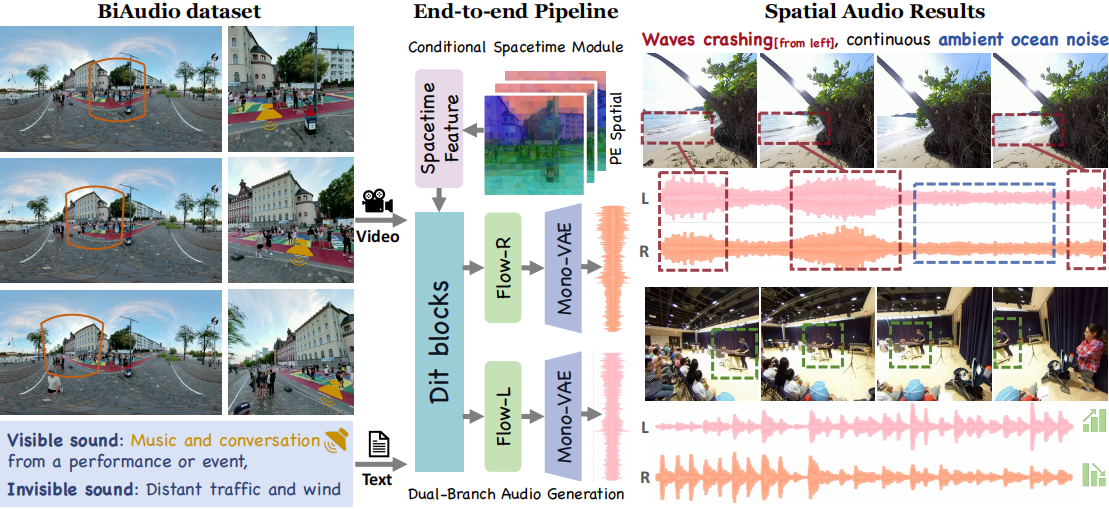 BiAudio dataset
End-to-end Pipeline
Spatial Audio Results
Conditional Spacetime Module
Spacetime
Feature
PE Spatial
Video
Text
Dit blocks
Flow-R
Mono-VAE
Flow-L
Mono-VAE
Dual-Branch Audio Generation
Visible sound: Music and conversation
from a performance or event,
Invisible sound: Distant traffic and wind
Waves crashing[from left], continuous ambient ocean noise
L
R
L
R